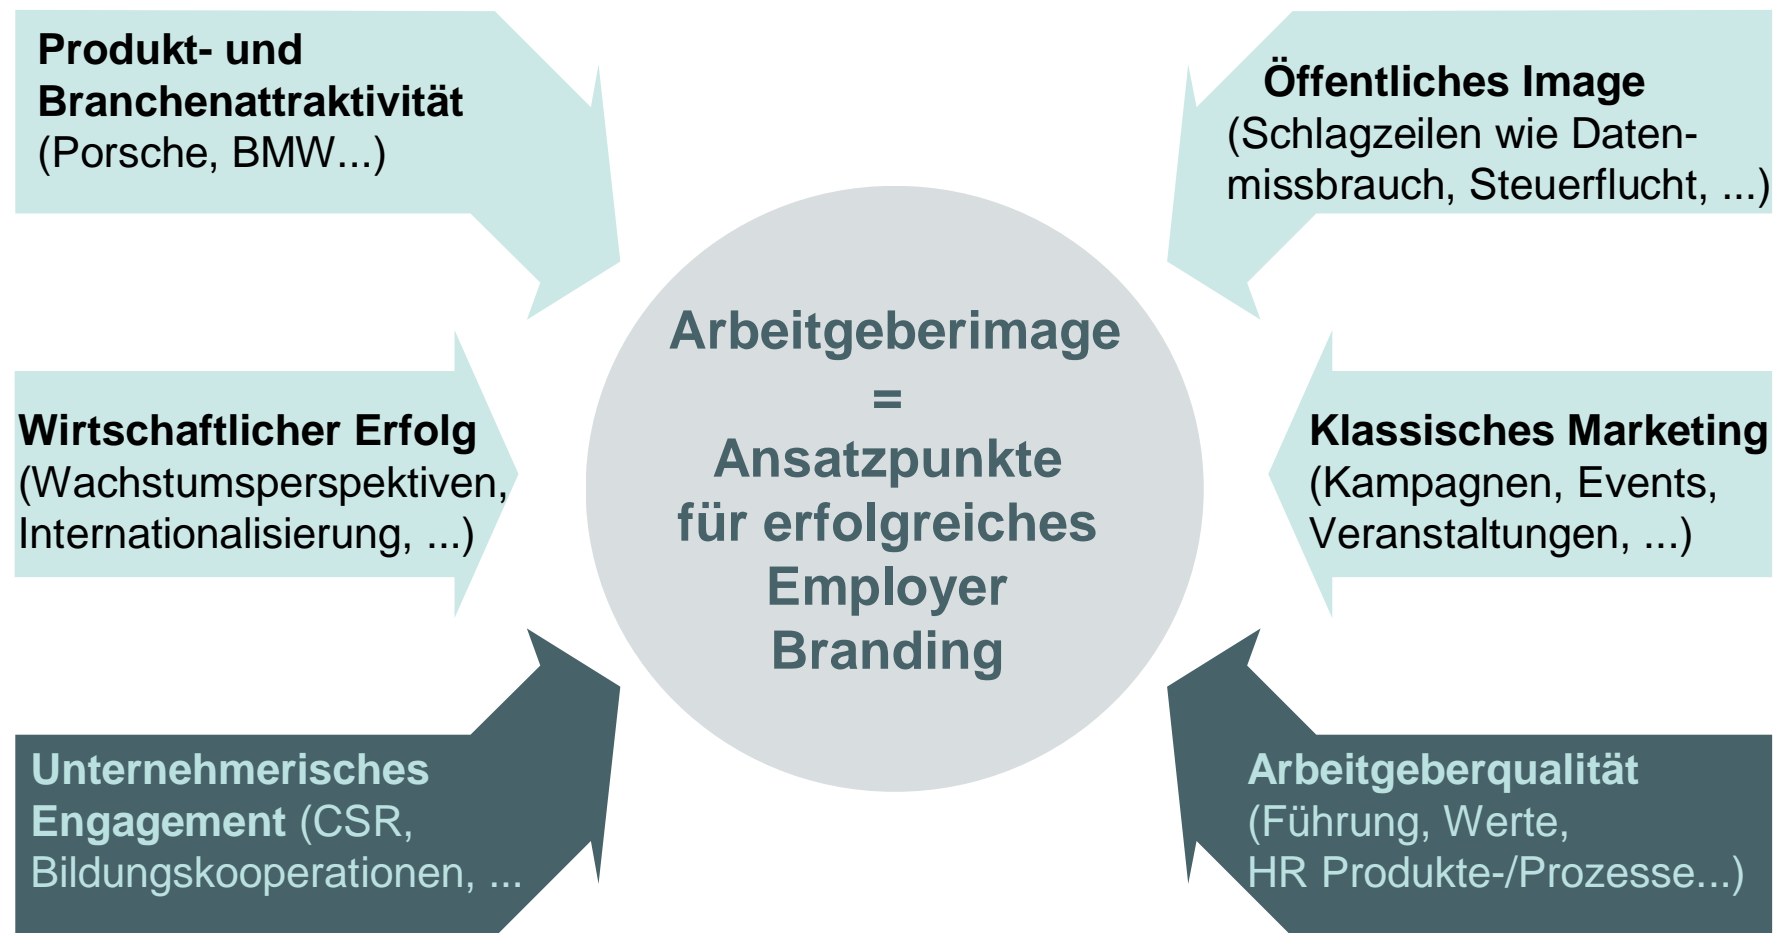 Produkt- und
Branchenattraktivität
(Porsche, BMW...)
Öffentliches Image
(Schlagzeilen wie Daten-
missbrauch, Steuerflucht, ...)
Arbeitgeberimage
=
Ansatzpunkte
für erfolgreiches
Employer
Branding
Wirtschaftlicher Erfolg
(Wachstumsperspektiven,
Internationalisierung, ...)
Klassisches Marketing
(Kampagnen, Events,
Veranstaltungen, ...)
Unternehmerisches
Engagement (CSR,
Bildungskooperationen, ...
Arbeitgeberqualität
(Führung, Werte,
HR Produkte-/Prozesse...)